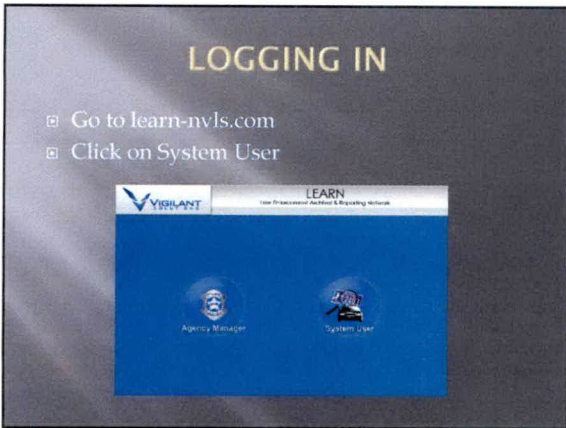 LOGGING IN
Go to learn-nvls.com
Click on System User
VIGILANT
SOLUTIONS
LEARN
Law Enforcement Archival & Reporting Network
Agency Manager
System User